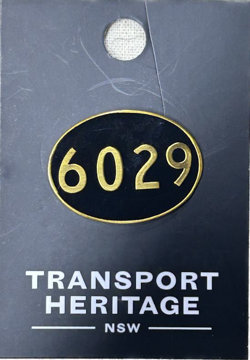 6029
TRANSPORT
HERITAGE
NSW